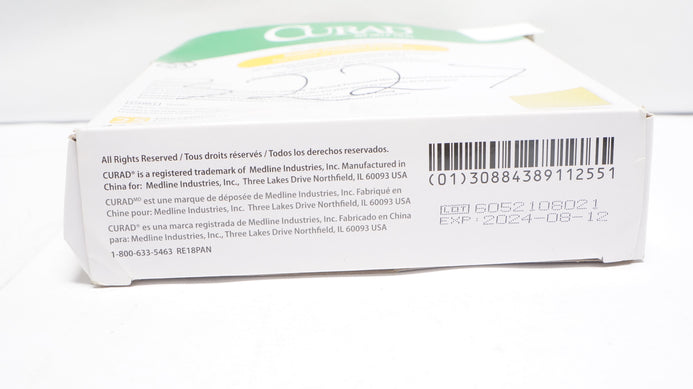 CURAD
All Rights Reserved / Tous droits réservés / Todos los derechos reservados.
CURAD® is a registered trademark of Medline Industries, Inc. Manufactured in
China for: Medline Industries, Inc., Three Lakes Drive Northfield, IL 60093 USA
CURADᴹᴰ est une marque de déposée de Medline Industries, Inc. Fabriqué en
Chine pour: Medline Industries, Inc., Three Lakes Drive Northfield, IL 60093 USA
CURAD® es una marca registrada de Medline Industries, Inc. Fabricado en China
para: Medline Industries, Inc., Three Lakes Drive Northfield, IL 60093 USA
1-800-633-5463 RE18PAN
(01)30884389112551
LOT 6052108021
EXP: 2024-08-12